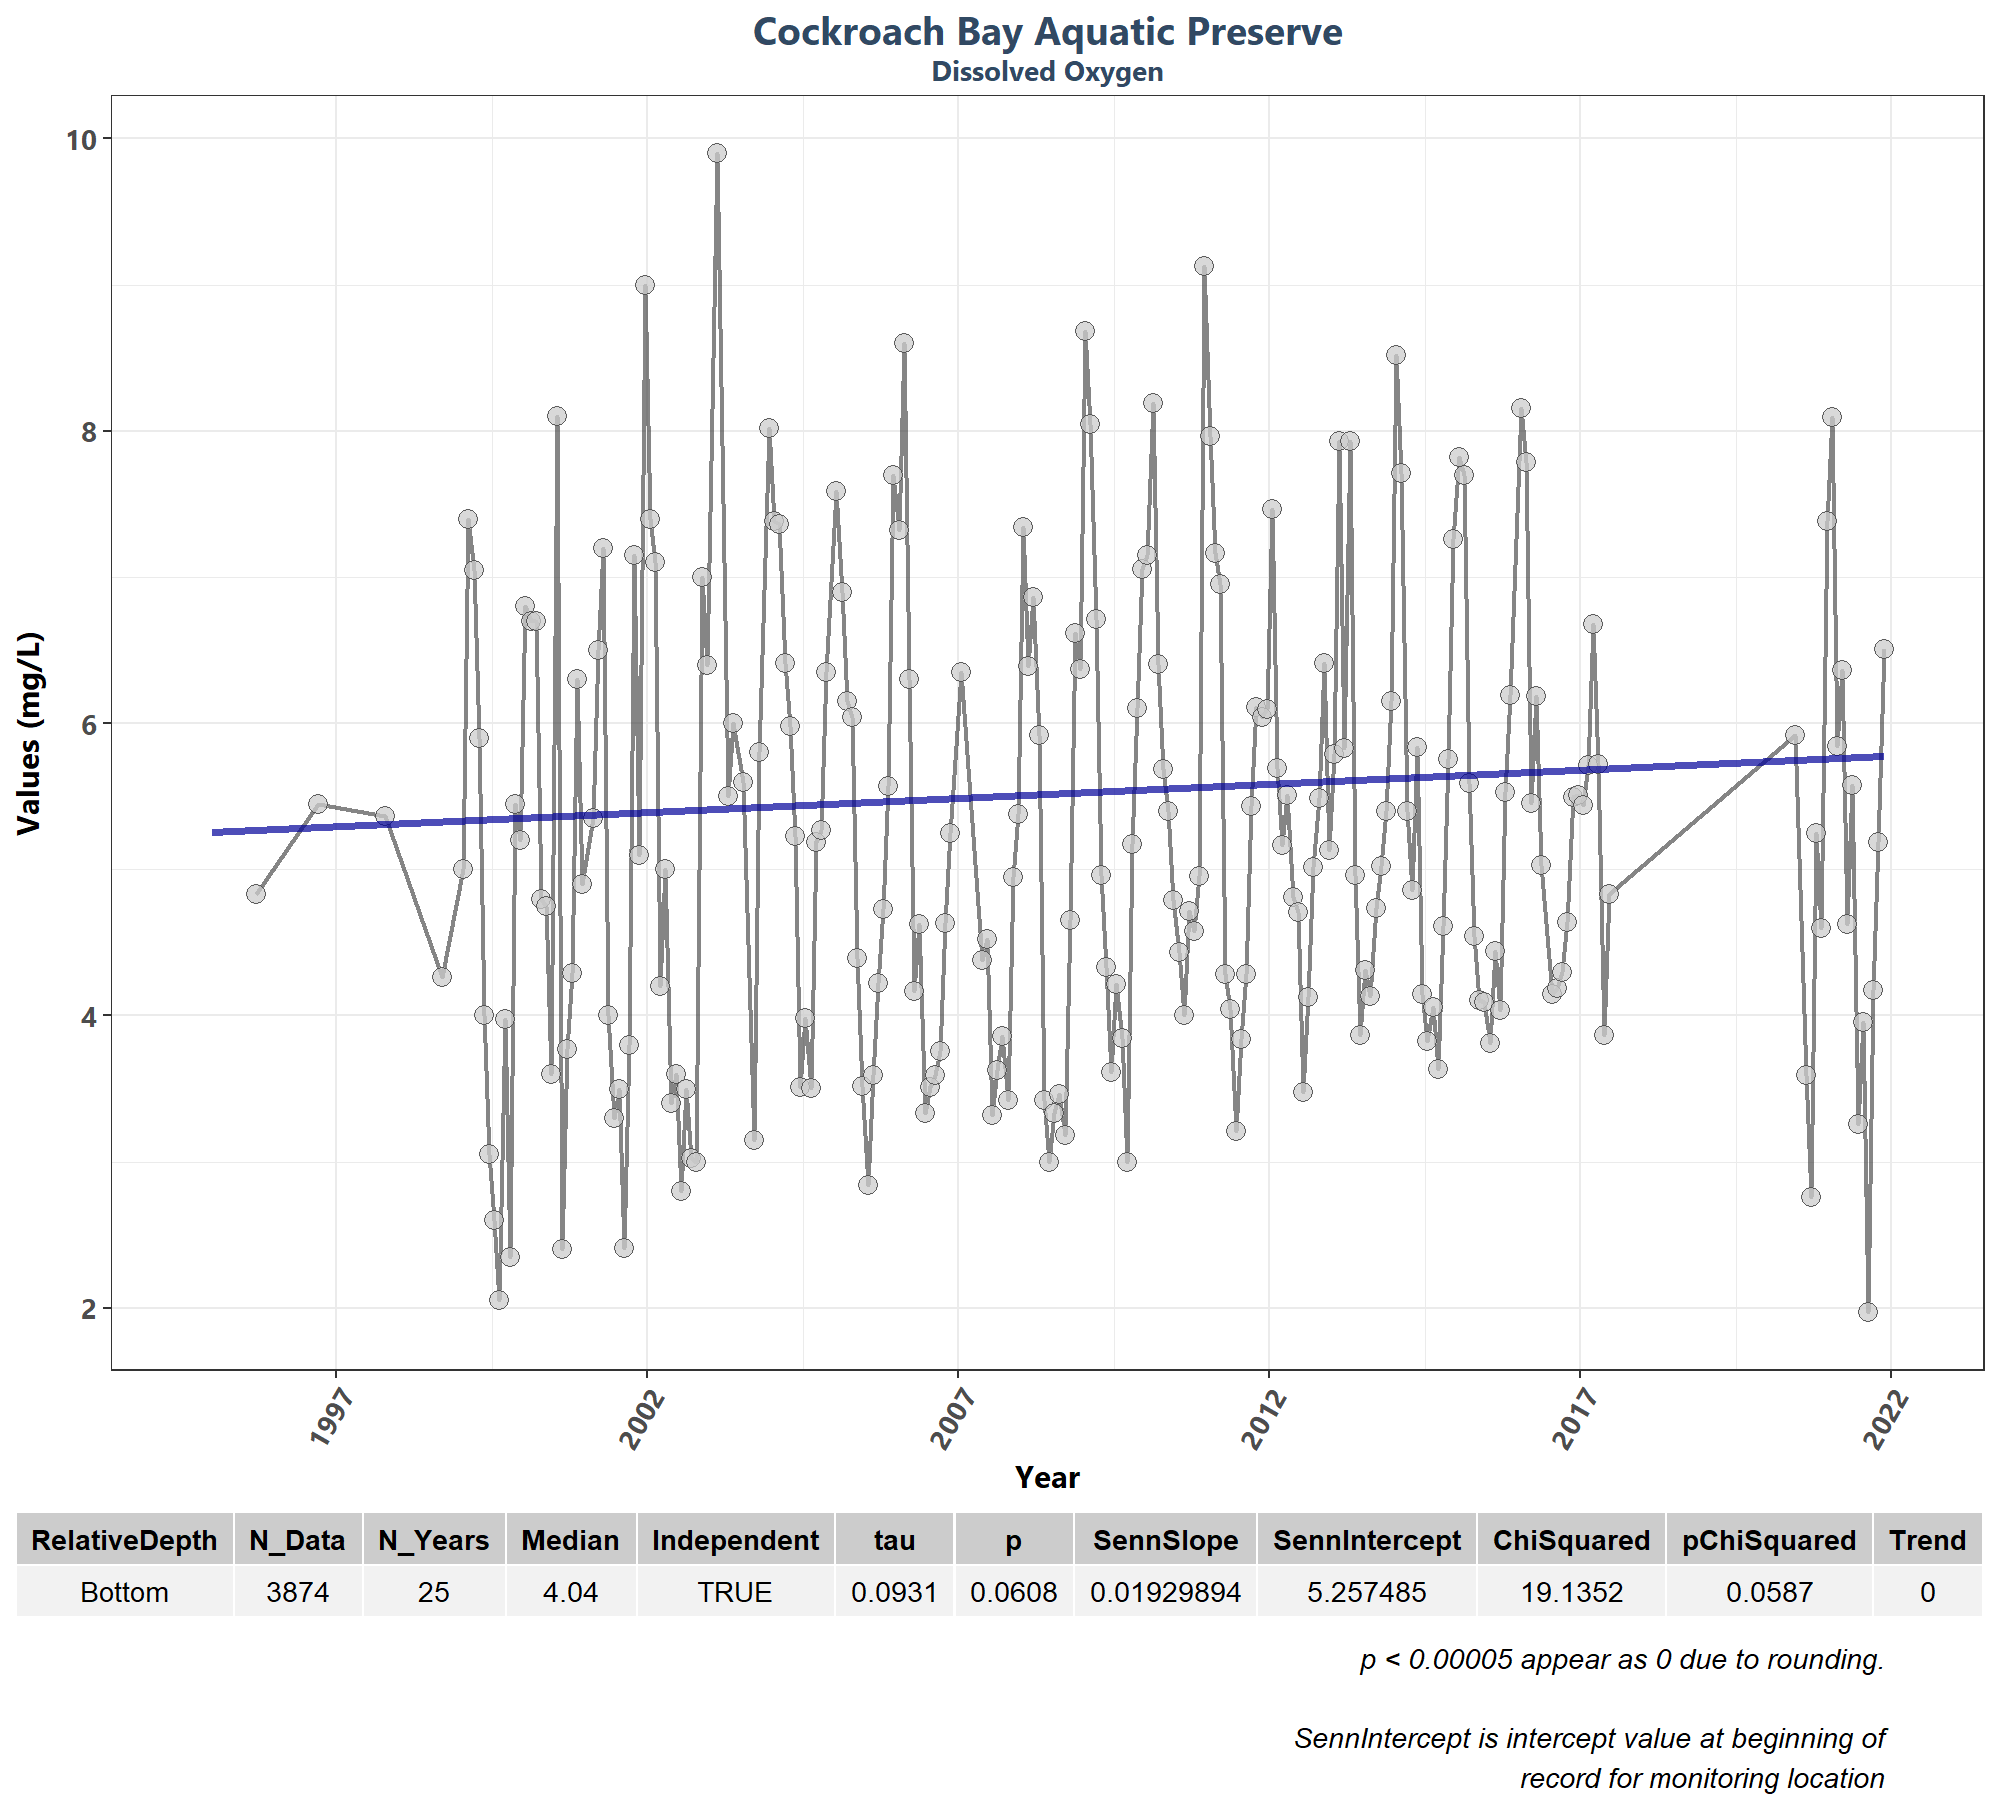 Cockroach Bay Aquatic Preserve
Dissolved Oxygen
10
8
6
4
2
Values (mg/L)
1997 2002 2007 2012 2017 2022
Year
RelativeDepth N_Data N_Years Median Independent tau p SennSlope SennIntercept ChiSquared pChiSquared Trend
Bottom 3874 25 4.04 TRUE 0.0931 0.0608 0.01929894 5.257485 19.1352 0.0587 0
p < 0.00005 appear as 0 due to rounding.
SennIntercept is intercept value at beginning of
record for monitoring location